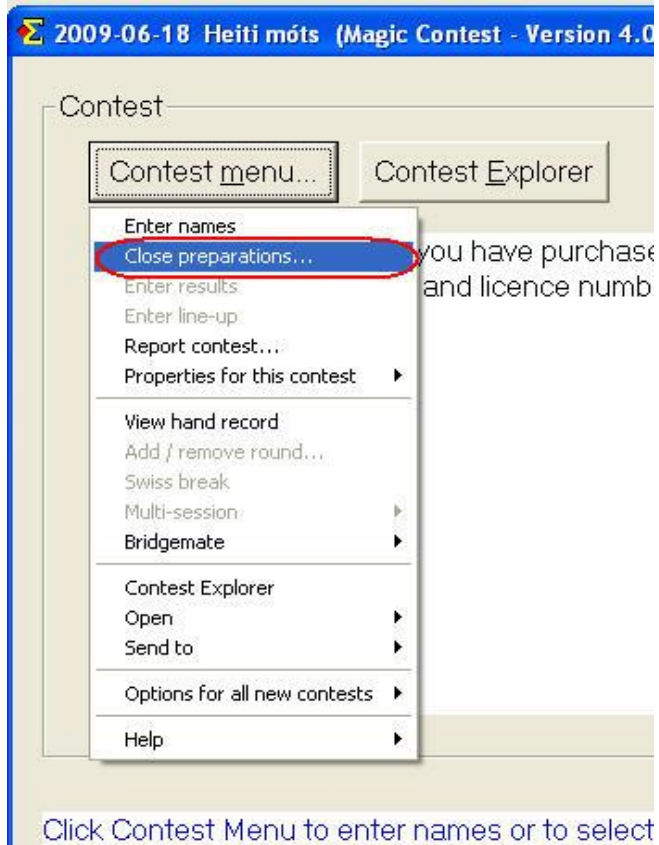 2009-06-18 Heiti móts (Magic Contest - Version 4.0
Contest
Contest menu... Contest Explorer
Enter names
Close preparations...
you have purchase
Enter results
and licence numb
Enter line-up
Report contest...
Properties for this contest
View hand record
Add / remove round...
Swiss break
Multi-session
Bridgemate
Contest Explorer
Open
Send to
Options for all new contests
Help
Click Contest Menu to enter names or to select